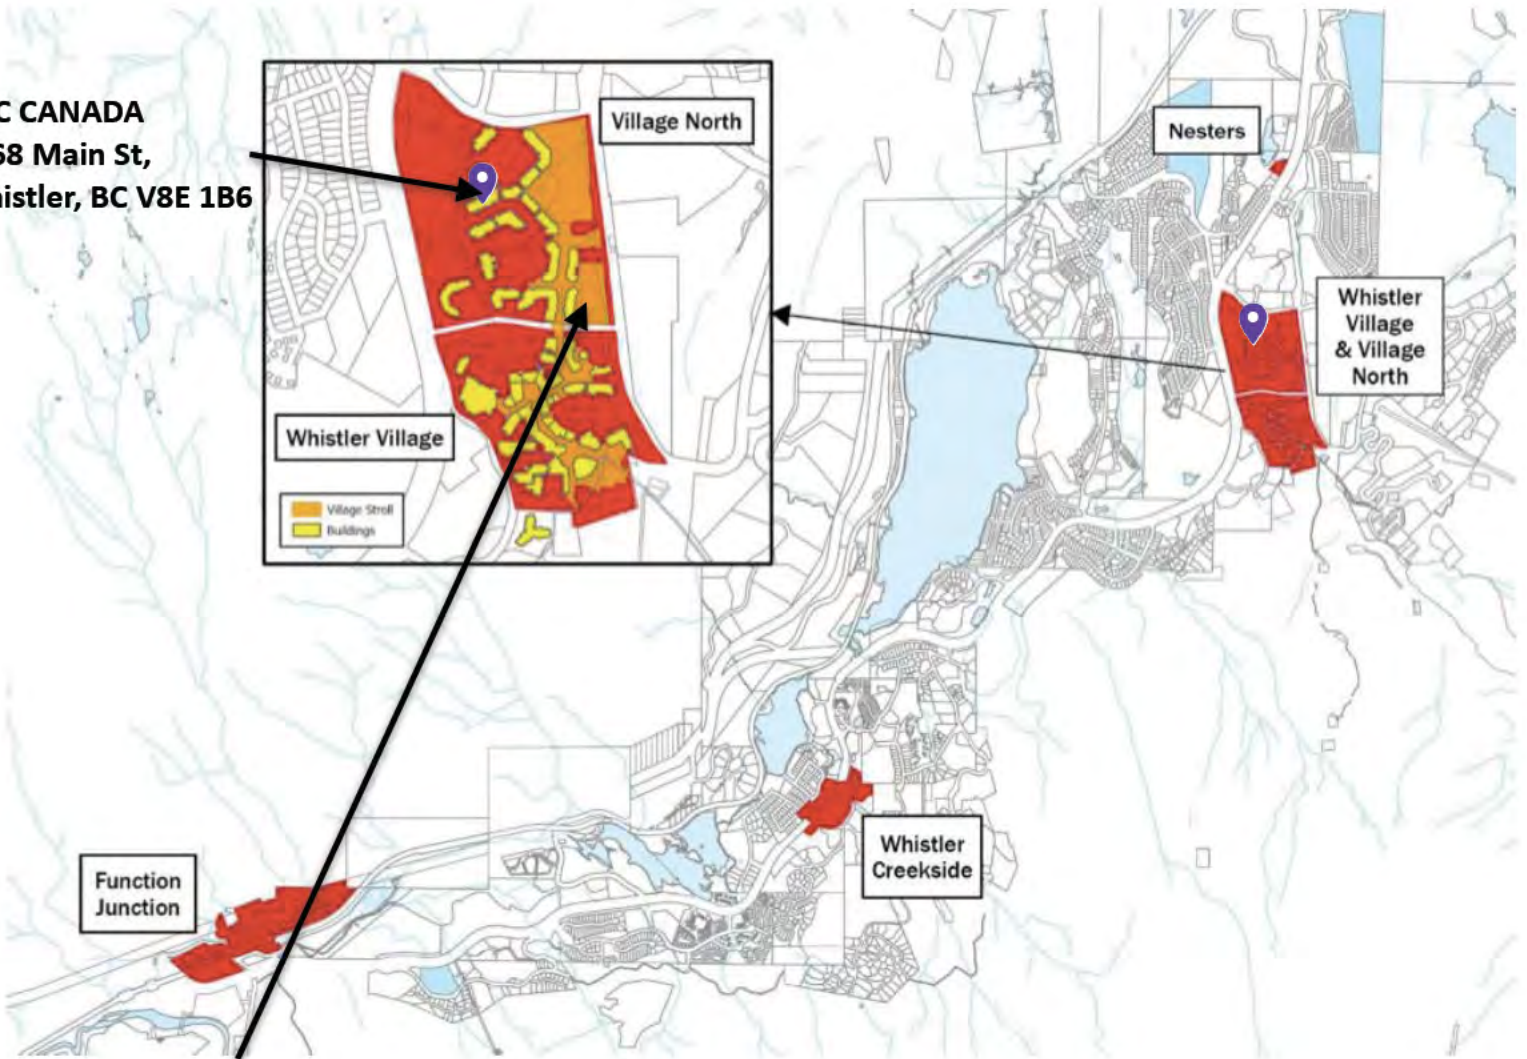 C CANADA
68 Main St,
histler, BC V8E 1B6
Village North
Nesters
Whistler
Village
& Village
North
Whistler Village
Village Stroll
Buildings
Whistler
Creekside
Function
Junction